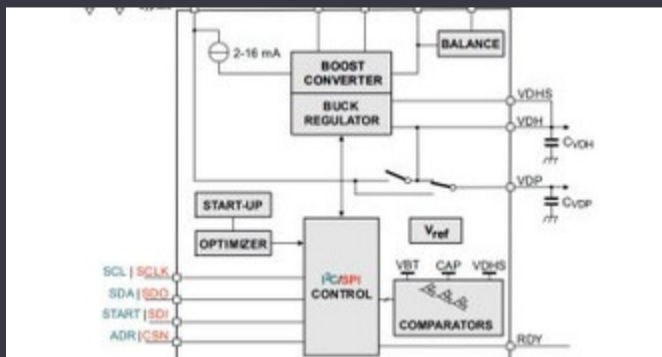 2-16 mA
BALANCE
BOOST
CONVERTER
BUCK
REGULATOR
VDHS
VDH
CVDH
VDP
CVDP
START-UP
OPTIMIZER
Vref
SCL | SCLK
SDA | SDO
START | SDI
ADR | CSN
I²C/SPI
CONTROL
VBT CAP VDHS
COMPARATORS
RDY